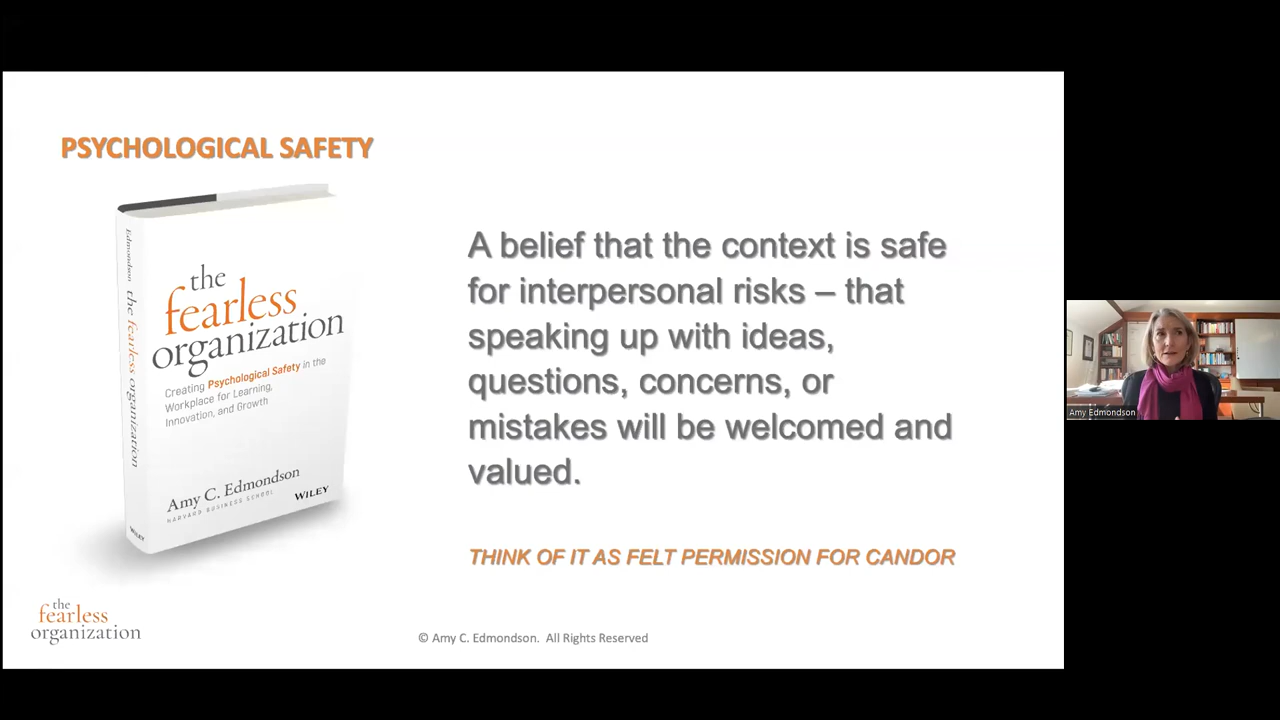 PSYCHOLOGICAL SAFETY
Edmondson
the fearless organization
WILEY
the
fearless
organization
Creating Psychological Safety in the
Workplace for Learning,
Innovation, and Growth
Amy C. Edmondson
HARVARD BUSINESS SCHOOL
WILEY
A belief that the context is safe
for interpersonal risks – that
speaking up with ideas,
questions, concerns, or
mistakes will be welcomed and
valued.
THINK OF IT AS FELT PERMISSION FOR CANDOR
the
fearless
organization
© Amy C. Edmondson. All Rights Reserved
Amy Edmondson